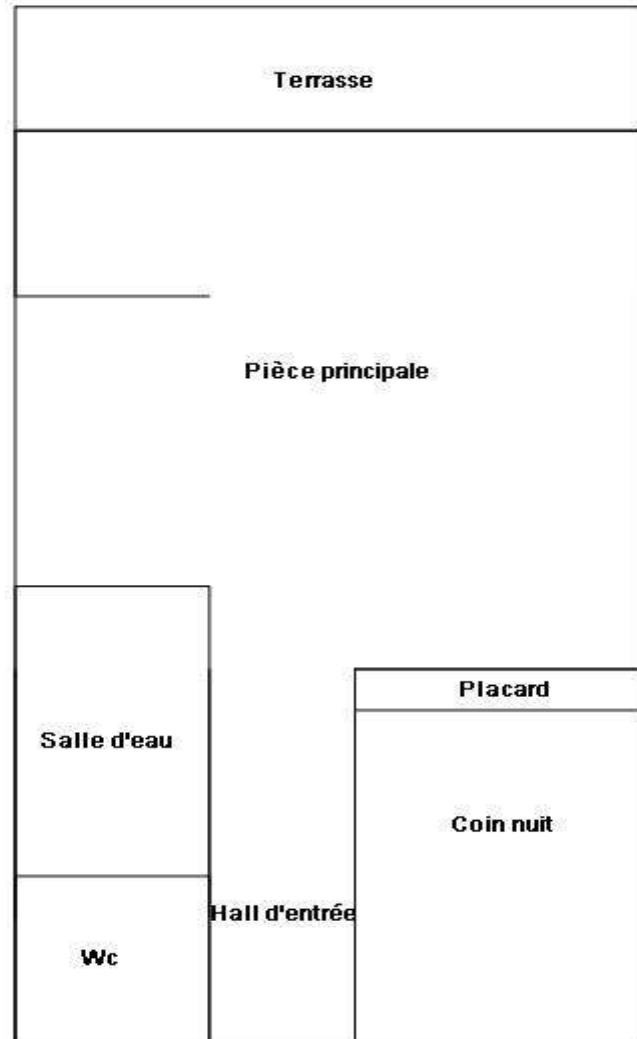 Terrasse
Pièce principale
Placard
Salle d'eau
Coin nuit
Hall d'entrée
Wc